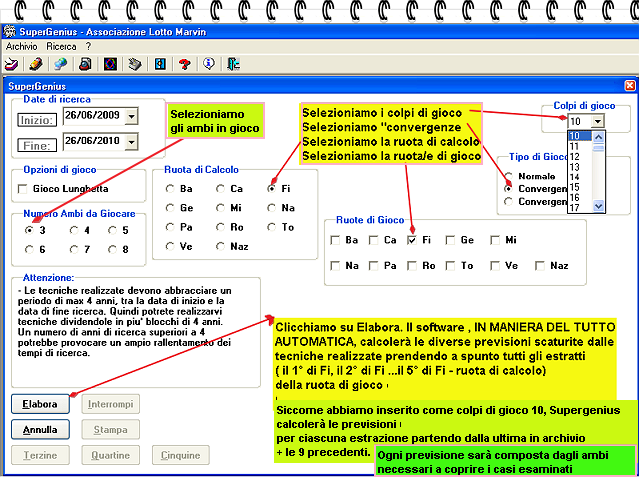 SuperGenius - Associazione Lotto Marvin
Archivio Ricerca ?
SuperGenius
Date di ricerca
Inizio: 26/06/2009
Fine: 26/06/2010
Selezioniamo
gli ambi in gioco
Selezioniamo i colpi di gioco
Selezioniamo "convergenze
Selezioniamo la ruota di calcolo
Selezioniamo la ruota/e di gioco
Colpi di gioco
10
10
11
12
13
14
15
16
17
Tipo di Gioco
Normale
Convergen
Convergen
Opzioni di gioco
Gioco Lunghetta
Numero Ambi da Giocare
3 4 5
6 7 8
Ruota di Calcolo
Ba Ca Fi
Ge Mi Na
Pa Ro To
Ve Naz
Ruote di Gioco
Ba Ca Fi Ge Mi
Na Pa Ro To Ve Naz
Attenzione:
- Le tecniche realizzate devono abbracciare un
periodo di max 4 anni, tra la data di inizio e la
data di fine ricerca. Quindi potrete realizzarvi
tecniche dividendole in piu' blocchi di 4 anni.
Un numero di anni di ricerca superiori a 4
potrebbe provocare un ampio rallentamento dei
tempi di ricerca.
Clicchiamo su Elabora. Il software , IN MANIERA DEL TUTTO
AUTOMATICA, calcolerà le diverse previsioni scaturite dalle
tecniche realizzate prendendo a spunto tutti gli estratti
( il 1° di Fi, il 2° di Fi ...il 5° di Fi - ruota di calcolo)
della ruota di gioco
Siccome abbiamo inserito come colpi di gioco 10, Supergenius
calcolerà le previsioni
per ciascuna estrazione partendo dalla ultima in archivio
+ le 9 precedenti.
Ogni previsione sarà composta dagli ambi
necessari a coprire i casi esaminati
Elabora Interrompi
Annulla Stampa
Terzine Quartine Cinquine